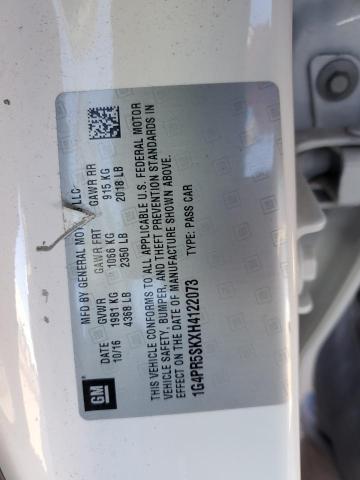 GM
MFD BY GENERAL MOTORS LLC
DATE GVWR GAWR FRT GAWR RR
10/16 1981 KG 1066 KG 915 KG
4368 LB 2350 LB 2018 LB
THIS VEHICLE CONFORMS TO ALL APPLICABLE U.S. FEDERAL MOTOR
VEHICLE SAFETY, BUMPER, AND THEFT PREVENTION STANDARDS IN
EFFECT ON THE DATE OF MANUFACTURE SHOWN ABOVE.
1G4PR5SKXH4122073 TYPE: PASS CAR